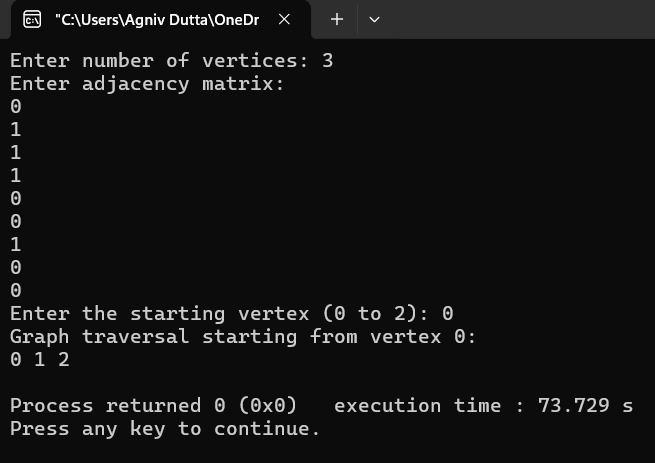 "C:\Users\Agniv Dutta\OneDr
Enter number of vertices: 3
Enter adjacency matrix:
0
1
1
1
0
0
1
0
0
Enter the starting vertex (0 to 2): 0
Graph traversal starting from vertex 0:
0 1 2
Process returned 0 (0x0)   execution time : 73.729 s
Press any key to continue.